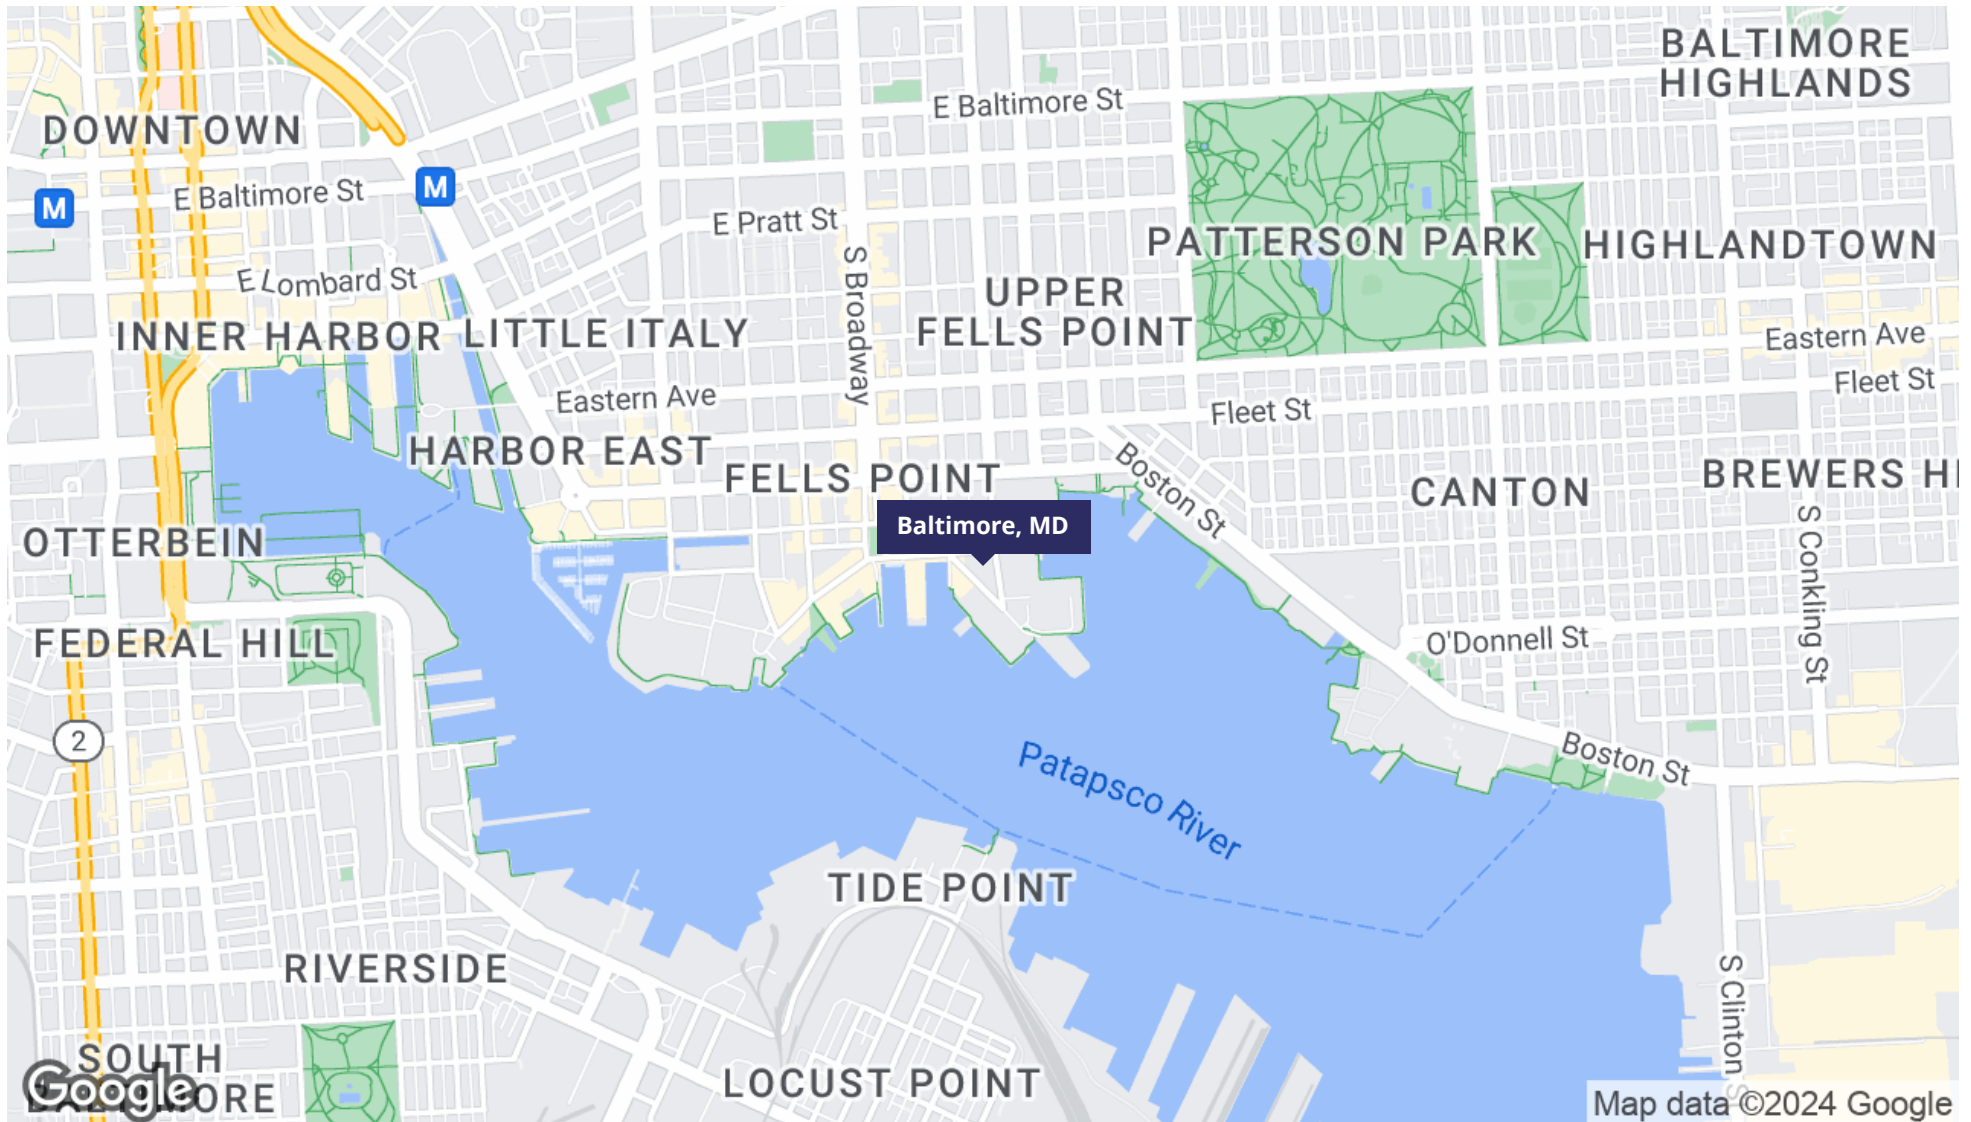 BALTIMORE
HIGHLANDS
E Baltimore St
DOWNTOWN
M
E Baltimore St
M
E Pratt St
PATTERSON PARK
HIGHLANDTOWN
E Lombard St
S Broadway
UPPER
FELLS POINT
INNER HARBOR
LITTLE ITALY
Eastern Ave
Eastern Ave
Fleet St
Fleet St
HARBOR EAST
FELLS POINT
Boston St
CANTON
BREWERS HI
Baltimore, MD
OTTERBEIN
S Conkling St
FEDERAL HILL
O'Donnell St
2
Boston St
Patapsco River
TIDE POINT
RIVERSIDE
S Clinton S
SOUTH
BALTIMORE
Google
LOCUST POINT
Map data ©2024 Google